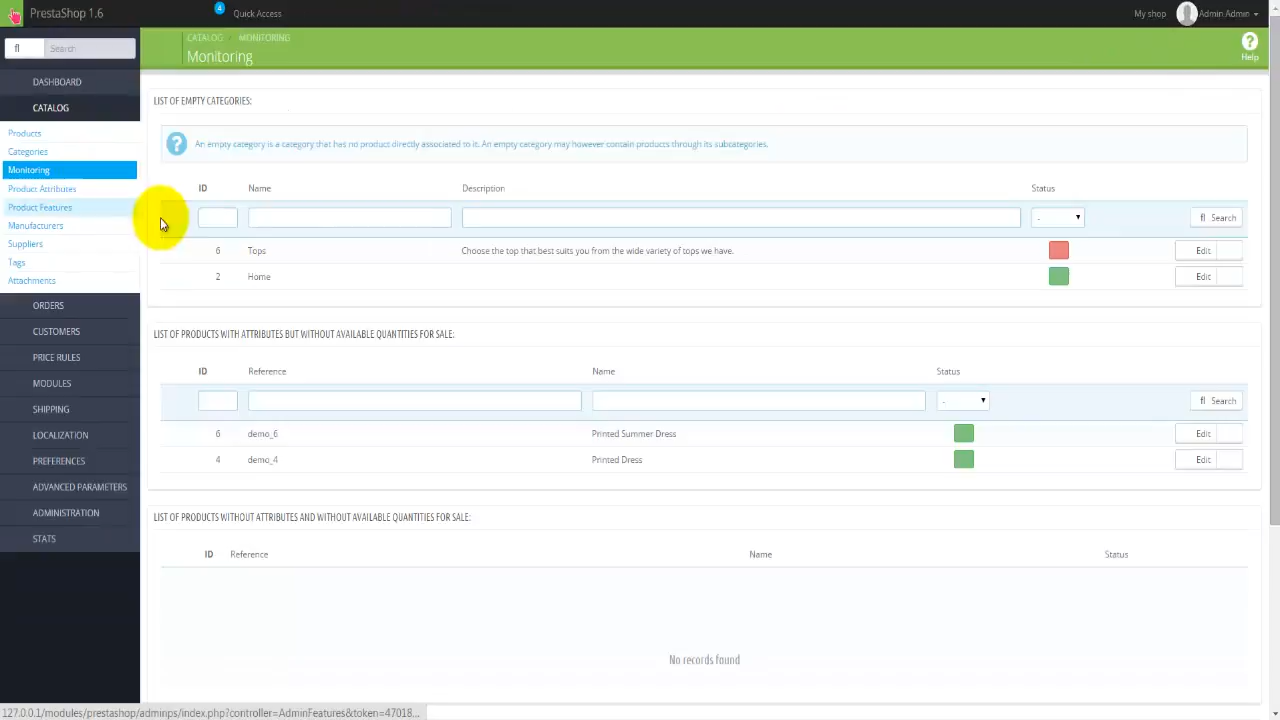 PrestaShop 1.6
4
Quick Access
My shop
Admin Admin
Search
CATALOG / MONITORING
Monitoring
Help
DASHBOARD
CATALOG
Products
Categories
Monitoring
Product Attributes
Product Features
Manufacturers
Suppliers
Tags
Attachments
ORDERS
CUSTOMERS
PRICE RULES
MODULES
SHIPPING
LOCALIZATION
PREFERENCES
ADVANCED PARAMETERS
ADMINISTRATION
STATS
LIST OF EMPTY CATEGORIES:
? An empty category is a category that has no product directly associated to it. An empty category may however contain products through its subcategories.
ID Name Description Status
- Search
6 Tops Choose the top that best suits you from the wide variety of tops we have. Edit
2 Home Edit
LIST OF PRODUCTS WITH ATTRIBUTES BUT WITHOUT AVAILABLE QUANTITIES FOR SALE:
ID Reference Name Status
- Search
6 demo_6 Printed Summer Dress Edit
4 demo_4 Printed Dress Edit
LIST OF PRODUCTS WITHOUT ATTRIBUTES AND WITHOUT AVAILABLE QUANTITIES FOR SALE:
ID Reference Name Status
No records found
127.0.0.1/modules/prestashop/adminps/index.php?controller=AdminFeatures&token=47018...